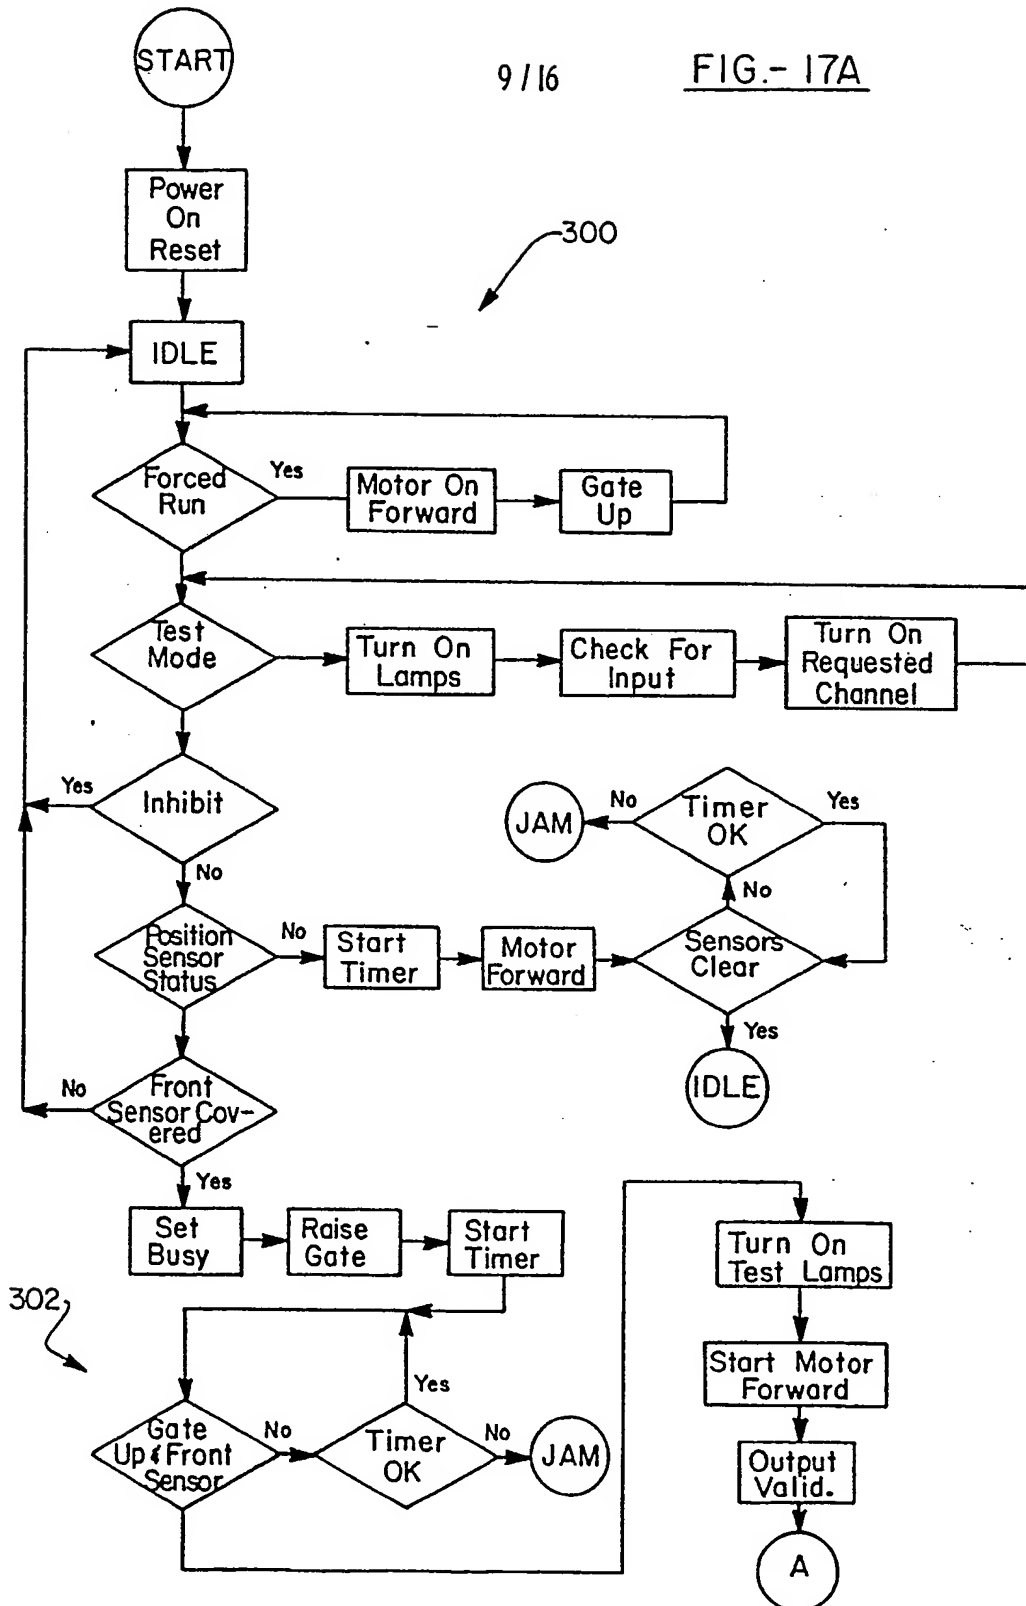 START
9/16
FIG.- 17A
Power
On
Reset
300
IDLE
Forced
Run
Yes
Motor On
Forward
Gate
Up
Test
Mode
Turn On
Lamps
Check For
Input
Turn On
Requested
Channel
Yes
Inhibit
No
JAM
No
Timer
OK
Yes
No
Position
Sensor
Status
No
Start
Timer
Motor
Forward
Sensors
Clear
Yes
IDLE
No
Front
Sensor Cov-
ered
Yes
Set
Busy
Raise
Gate
Start
Timer
Turn On
Test Lamps
302
Start Motor
Forward
Yes
Gate
Up & Front
Sensor
No
Timer
OK
No
JAM
Output
Valid.
A